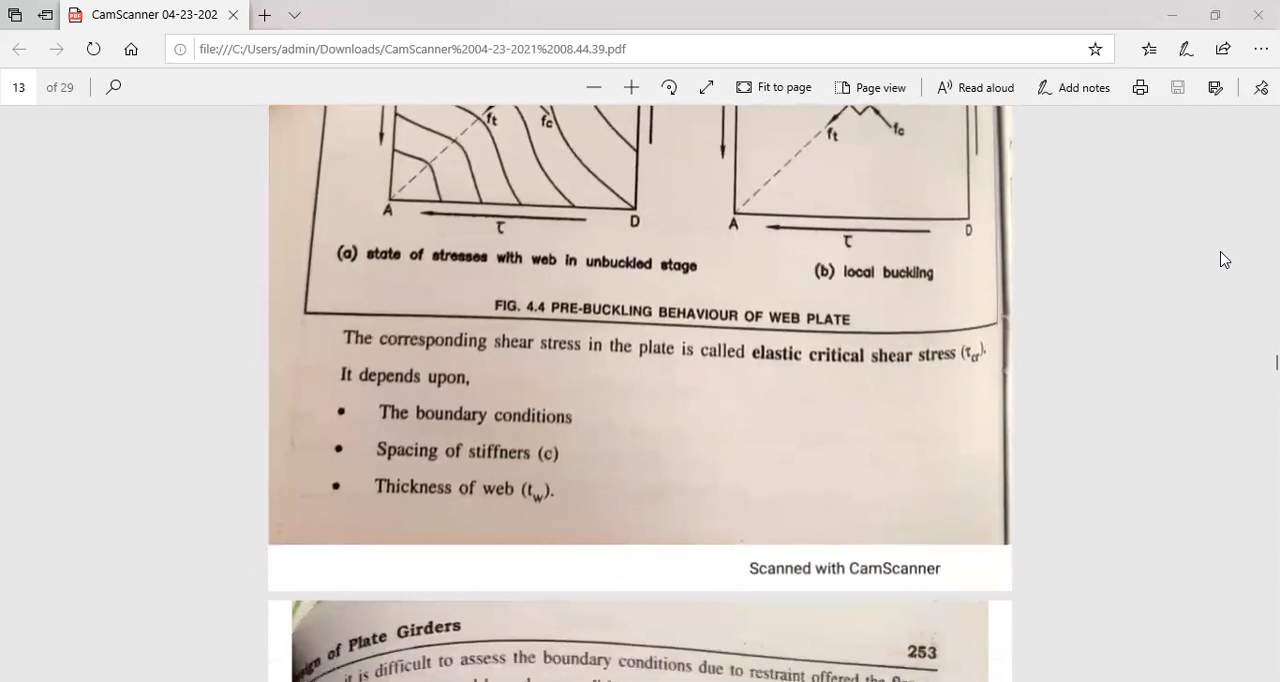 CamScanner 04-23-202
file:///C:/Users/admin/Downloads/CamScanner%2004-23-2021%2008.44.39.pdf
13 of 29 Fit to page Page view Read aloud Add notes
ft fc ft fc
A D A D
τ τ
(a) state of stresses with web in unbuckled stage
(b) local buckling
FIG. 4.4 PRE-BUCKLING BEHAVIOUR OF WEB PLATE
The corresponding shear stress in the plate is called elastic critical shear stress (τcr).
It depends upon,
• The boundary conditions
• Spacing of stiffners (c)
• Thickness of web (tw).
Scanned with CamScanner
of Plate Girders 253
it is difficult to assess the boundary conditions due to restraint offered the